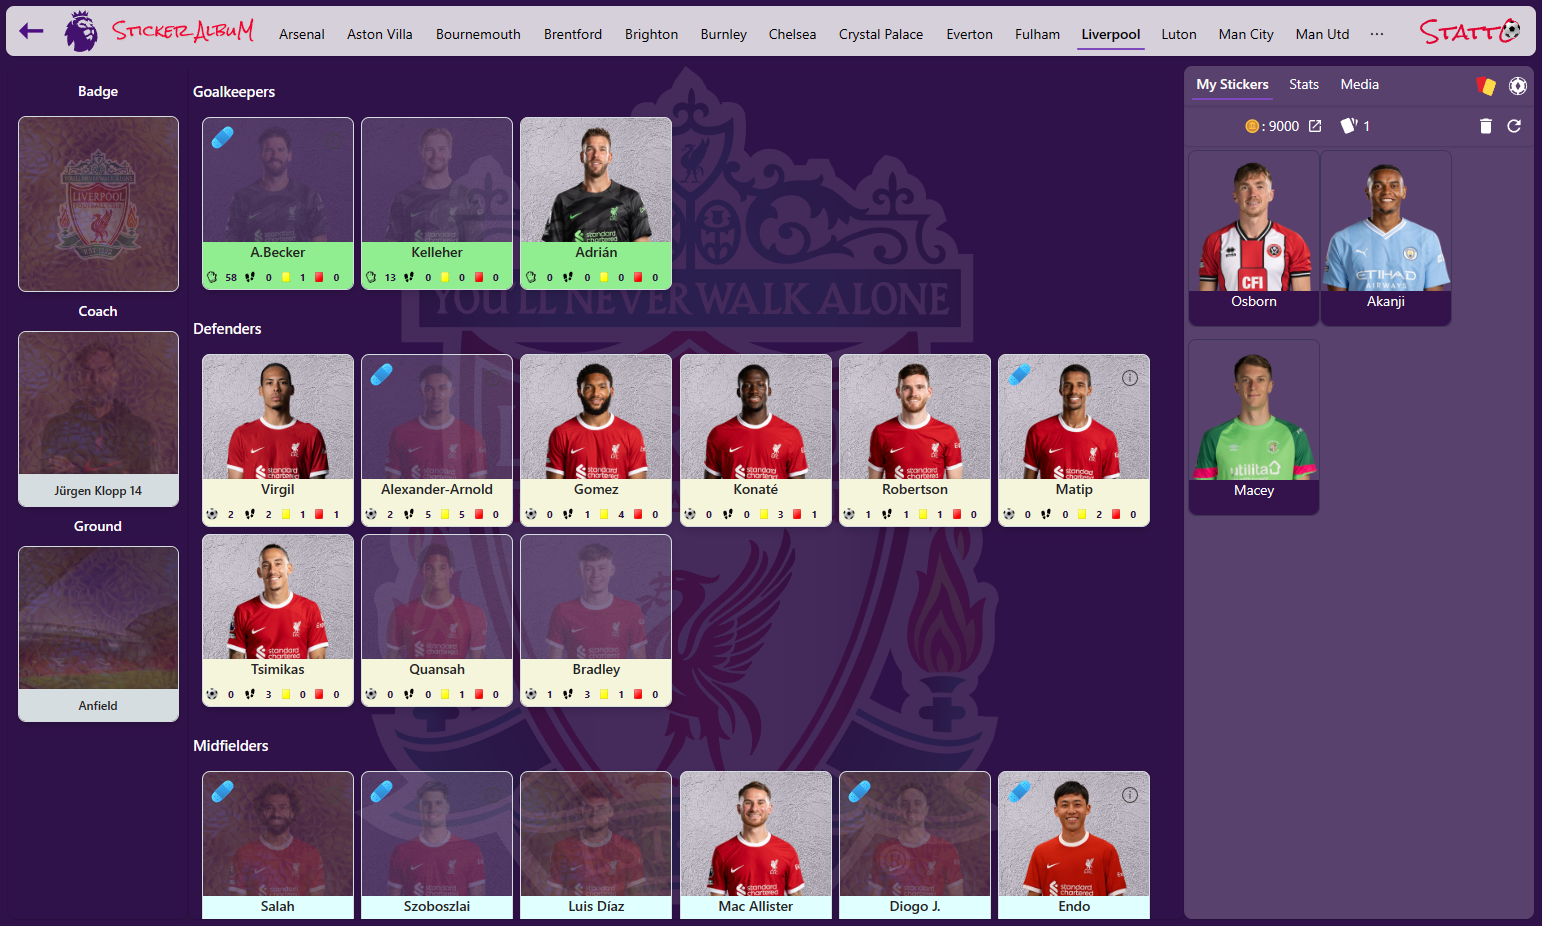 Sticker Album Arsenal Aston Villa Bournemouth Brentford Brighton Burnley Chelsea Crystal Palace Everton Fulham Liverpool Luton Man City Man Utd ... Statto
Badge
LIVERPOOL
Coach
Jürgen Klopp 14
Ground
Anfield
Goalkeepers
A.Becker Kelleher Adrián
58 0 1 0 13 0 0 0 0 0 0 0
YOU'LL NEVER WALK ALONE
Defenders
Virgil Alexander-Arnold Gomez Konaté Robertson Matip
2 2 1 1 2 5 5 0 0 1 4 0 0 0 3 1 1 1 1 0 0 0 2 0
Tsimikas Quansah Bradley
0 3 0 0 0 0 1 0 1 3 1 0
Midfielders
Salah Szoboszlai Luis Díaz Mac Allister Diogo J. Endo
My Stickers Stats Media
: 9000 1
CFI
ETIHAD
AIRWAYS
Osborn Akanji
utilita
Macey